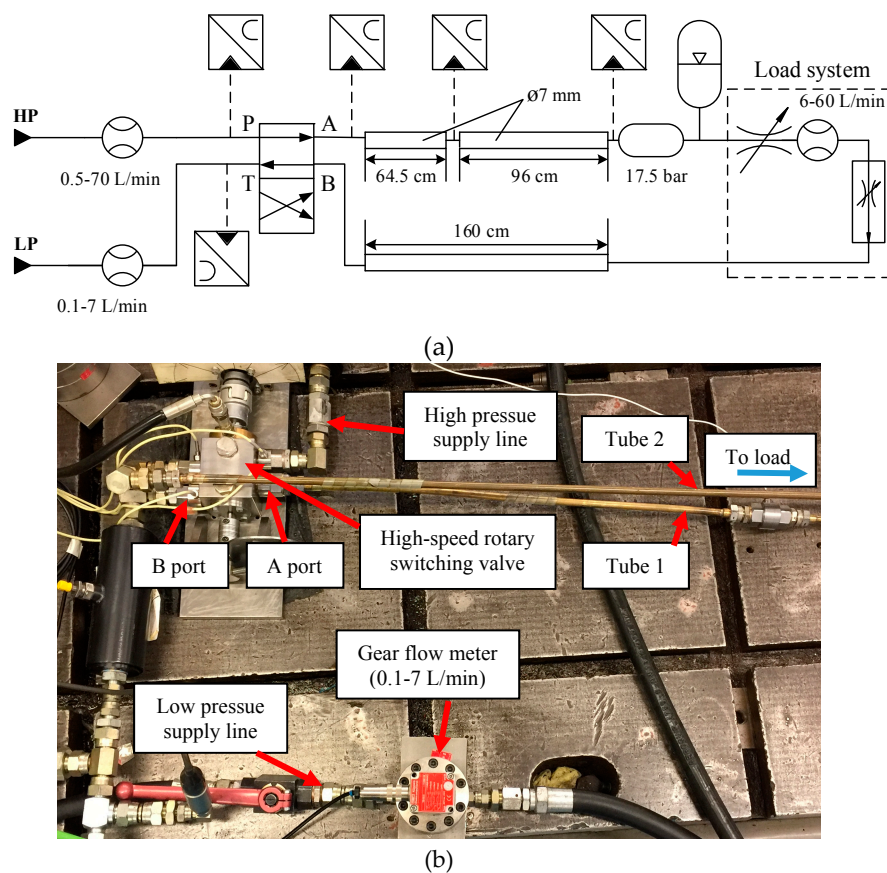 Load system
6-60 L/min
HP
P
A
ø7 mm
0.5-70 L/min
T
B
64.5 cm
96 cm
17.5 bar
LP
160 cm
0.1-7 L/min
(a)
High pressue
supply line
Tube 2
To load
B port
A port
High-speed rotary
switching valve
Tube 1
Gear flow meter
(0.1-7 L/min)
Low pressue
supply line
(b)